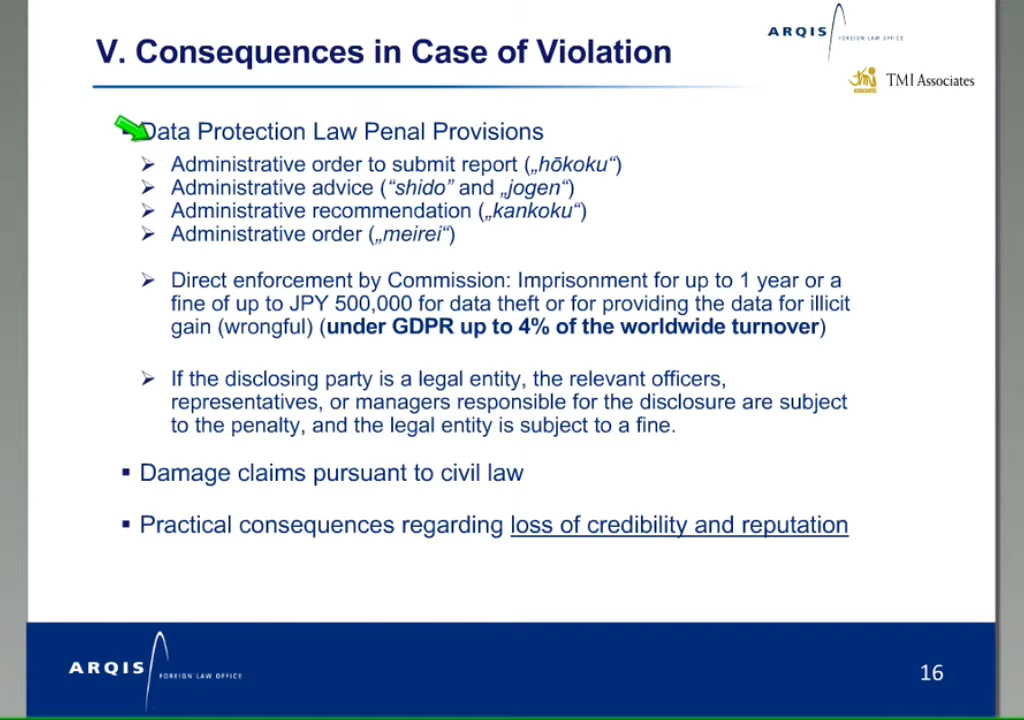 V. Consequences in Case of Violation
ARQIS FOREIGN LAW OFFICE
TMI ASSOCIATES TMI Associates
▪ Data Protection Law Penal Provisions
➢ Administrative order to submit report („hōkoku“)
➢ Administrative advice (“shido” and „jogen“)
➢ Administrative recommendation („kankoku“)
➢ Administrative order („meirei“)
➢ Direct enforcement by Commission: Imprisonment for up to 1 year or a
fine of up to JPY 500,000 for data theft or for providing the data for illicit
gain (wrongful) (under GDPR up to 4% of the worldwide turnover)
➢ If the disclosing party is a legal entity, the relevant officers,
representatives, or managers responsible for the disclosure are subject
to the penalty, and the legal entity is subject to a fine.
▪ Damage claims pursuant to civil law
▪ Practical consequences regarding loss of credibility and reputation
ARQIS FOREIGN LAW OFFICE
16